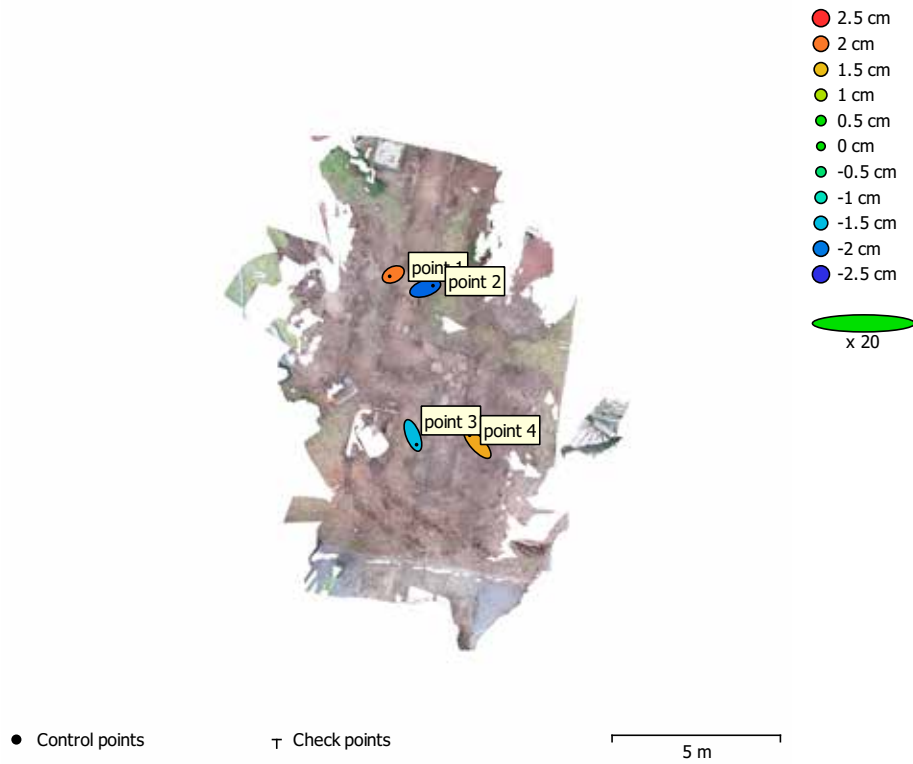 2.5 cm
2 cm
1.5 cm
1 cm
0.5 cm
0 cm
-0.5 cm
-1 cm
-1.5 cm
-2 cm
-2.5 cm
x 20
point 1
point 2
point 3
point 4
Control points
Check points
5 m